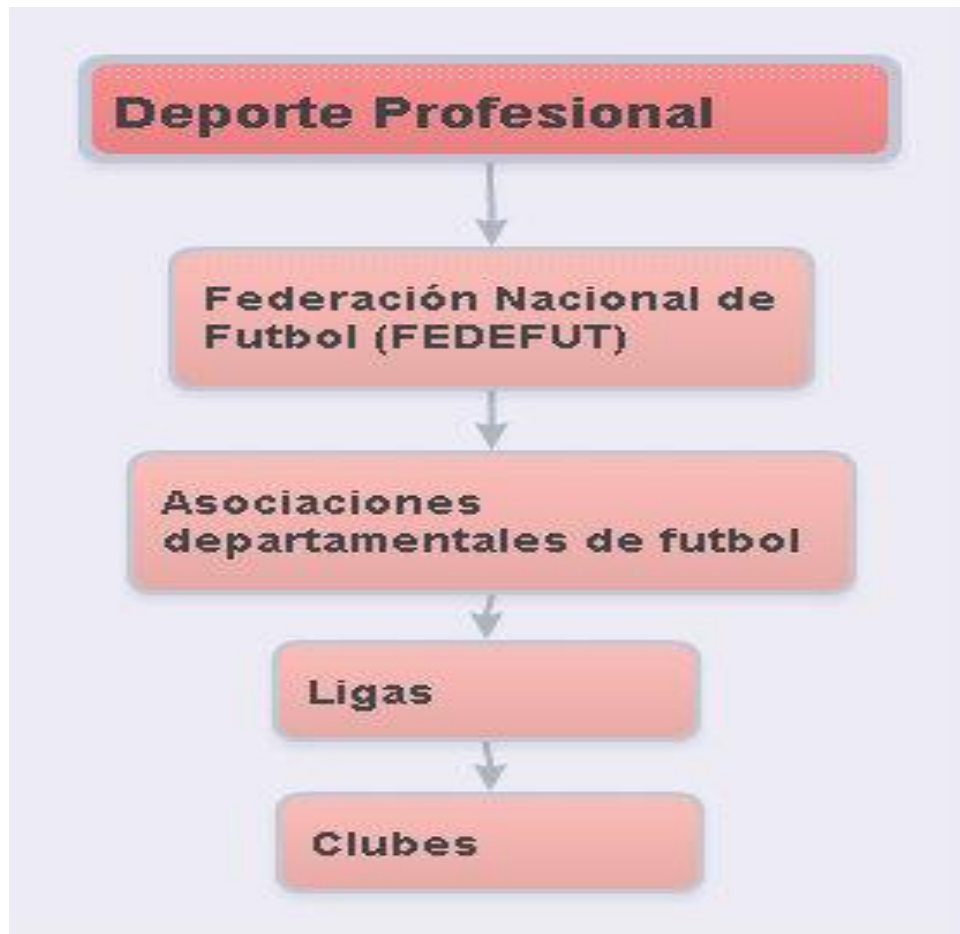 Deporte Profesional
Federación Nacional de
Futbol (FEDEFUT)
Asociaciones
departamentales de futbol
Ligas
Clubes